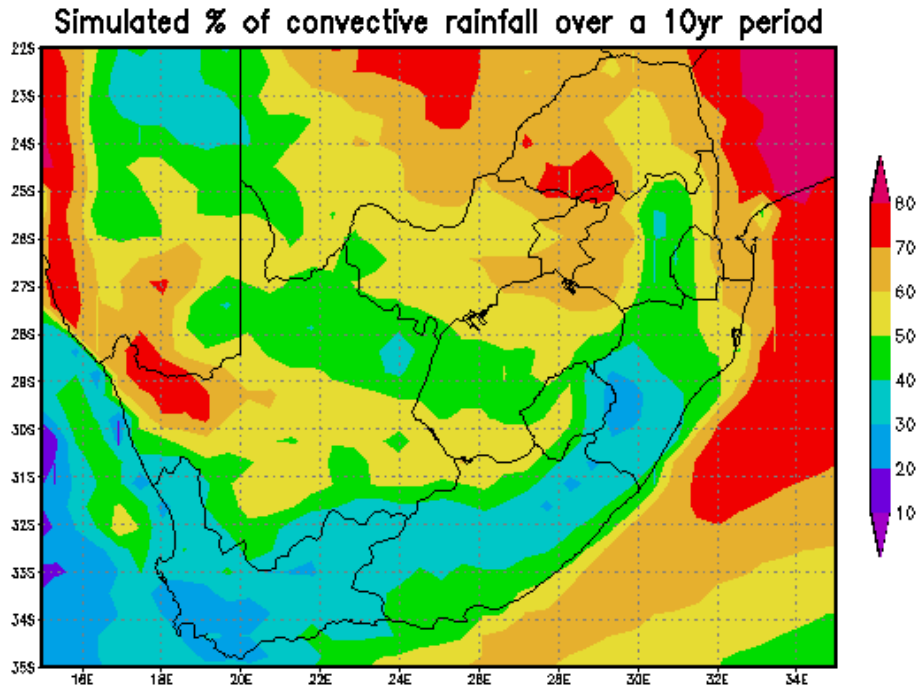 Simulated % of convective rainfall over a 10yr period
22S
23S
24S
25S
26S
27S
28S
29S
30S
31S
32S
33S
34S
35S
16E 18E 20E 22E 24E 26E 28E 30E 32E 34E
80
70
60
50
40
30
20
10